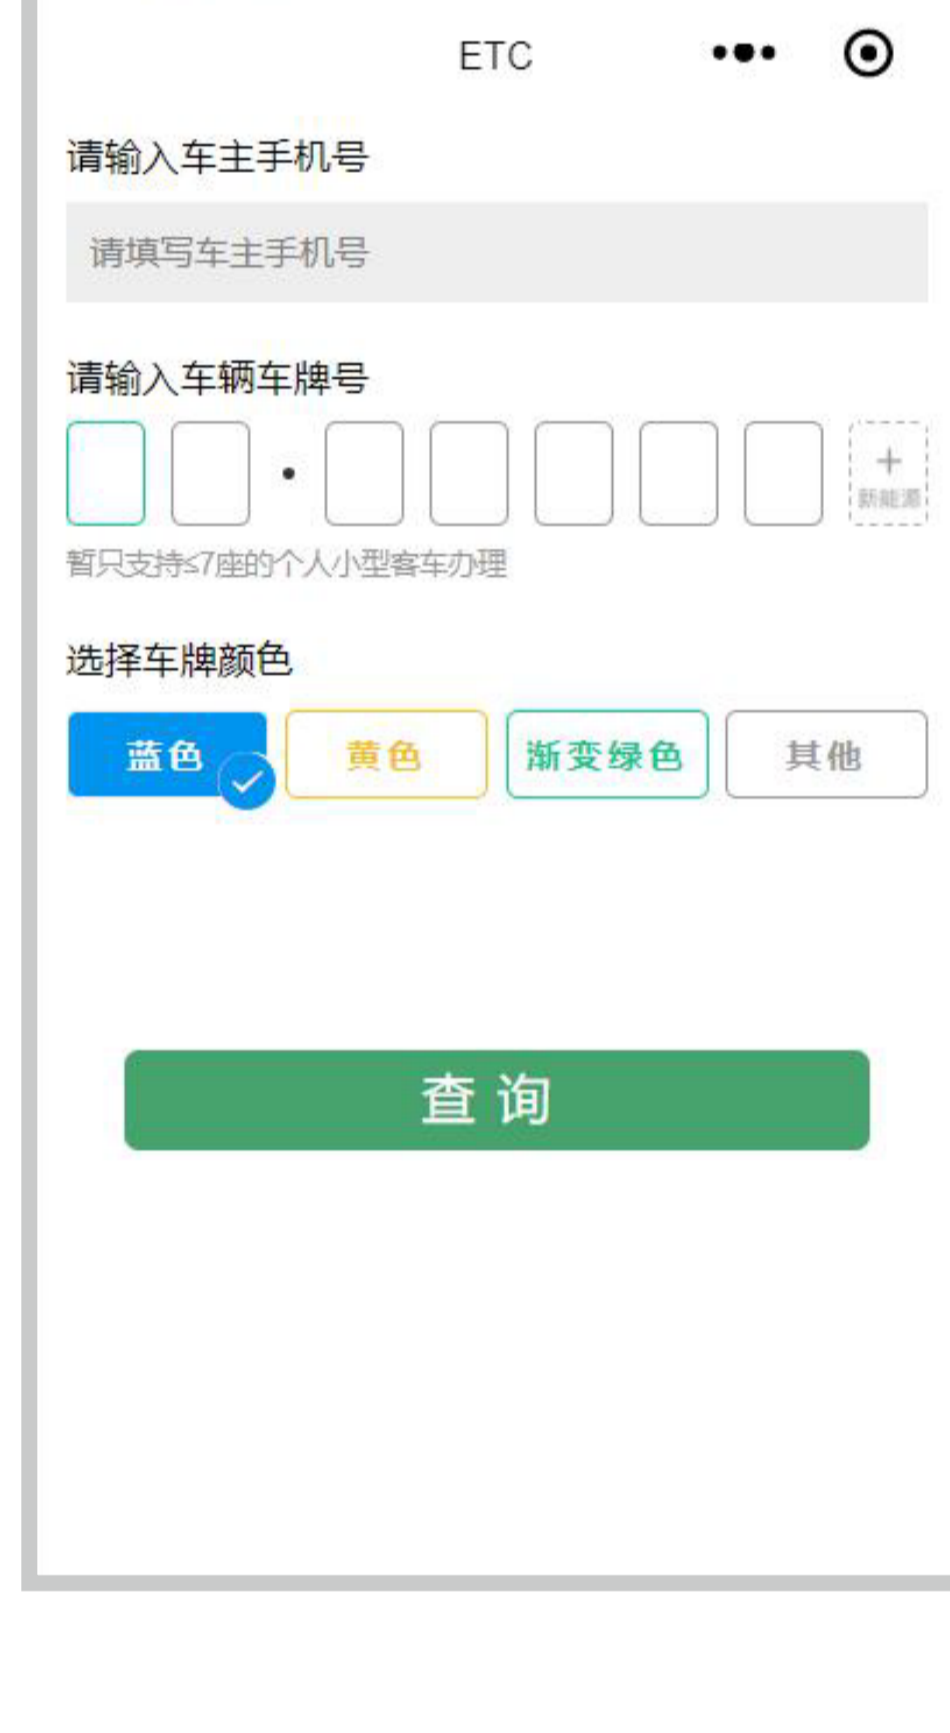 ETC
请输入车主手机号
请填写车主手机号
请输入车辆车牌号
新能源
暂只支持≤7座的个人小型客车办理
选择车牌颜色
蓝色 黄色 渐变绿色 其他
查询